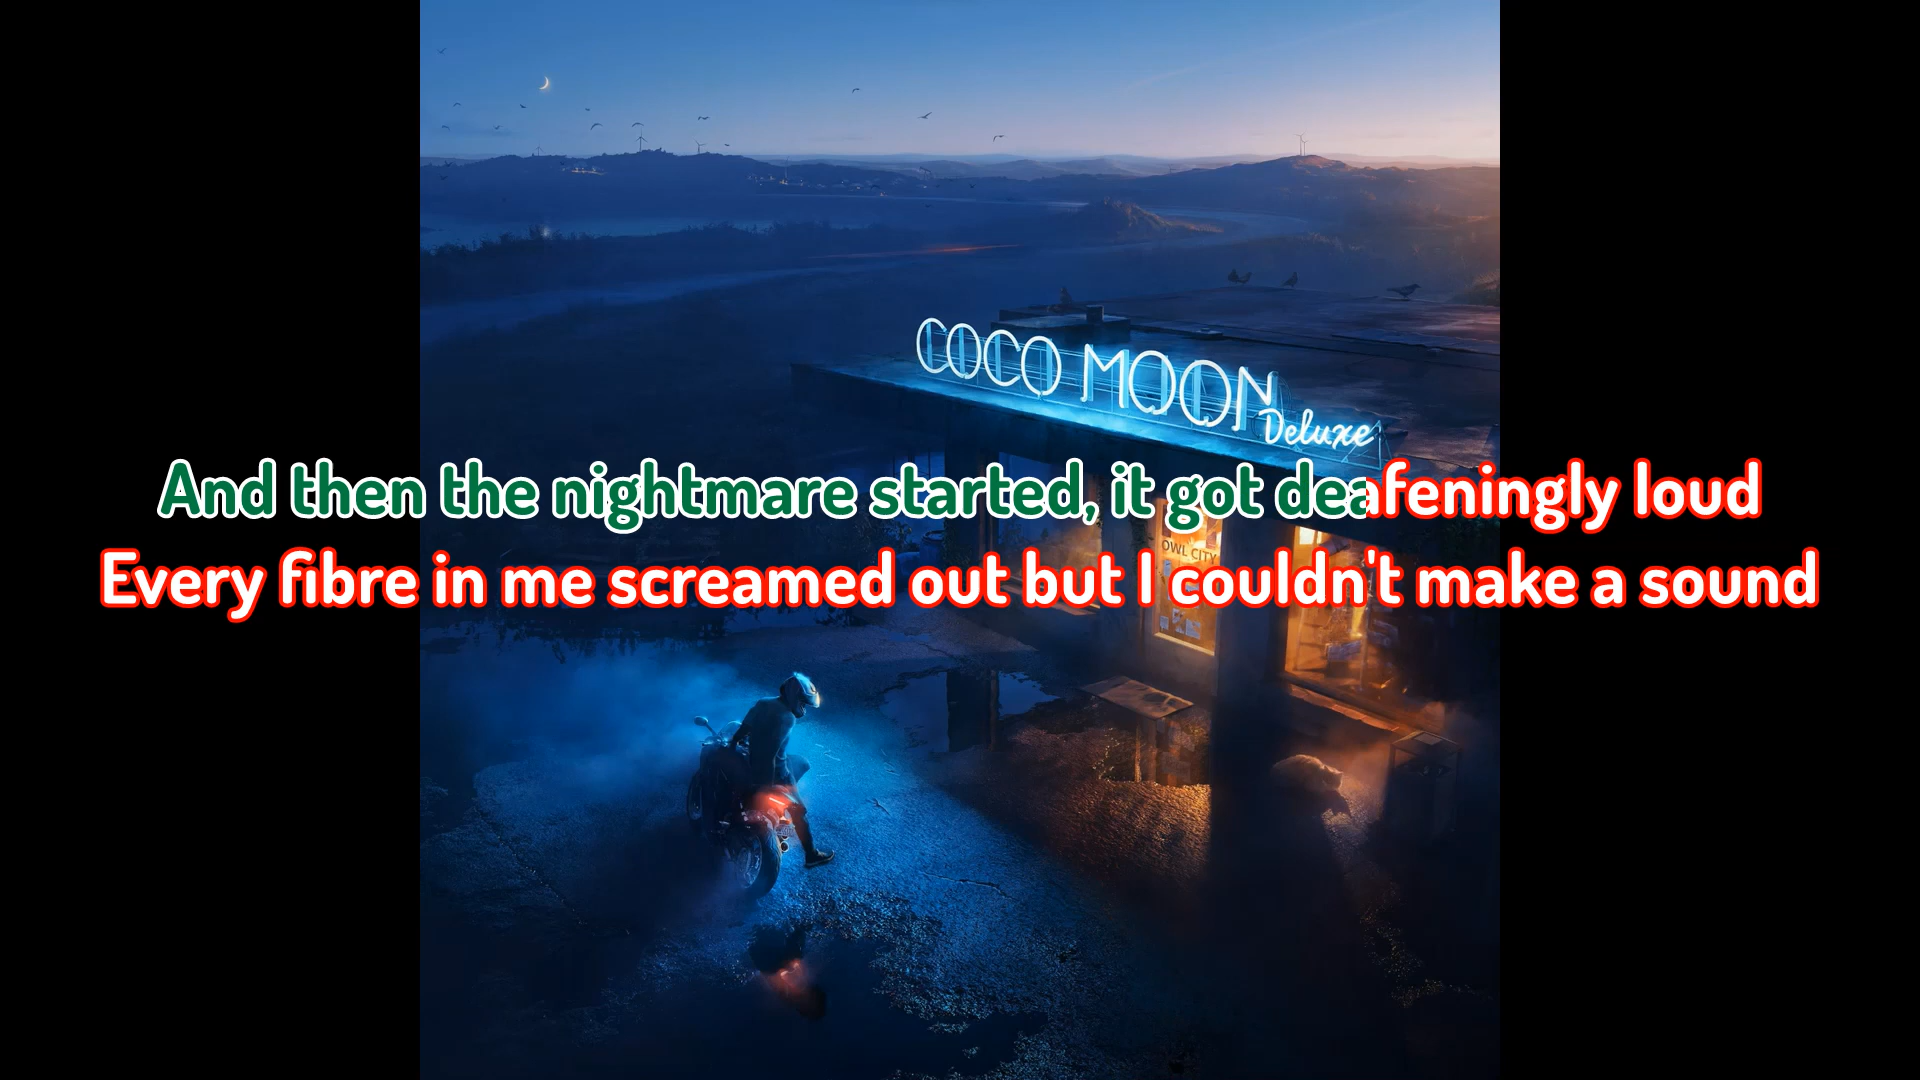 COCO MOON
Deluxe
And then the nightmare started, it got deafeningly loud
OWL CITY
Every fibre in me screamed out but I couldn't make a sound